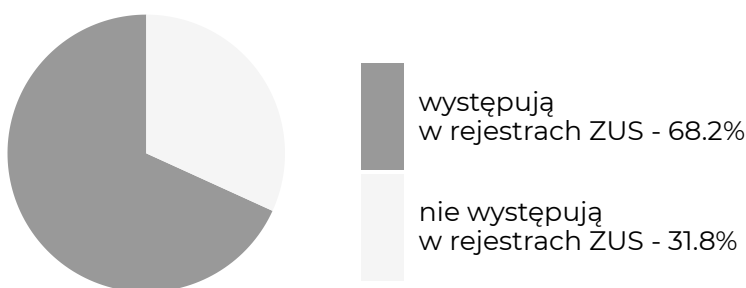 występują
w rejestrach ZUS - 68.2%
nie występują
w rejestrach ZUS - 31.8%